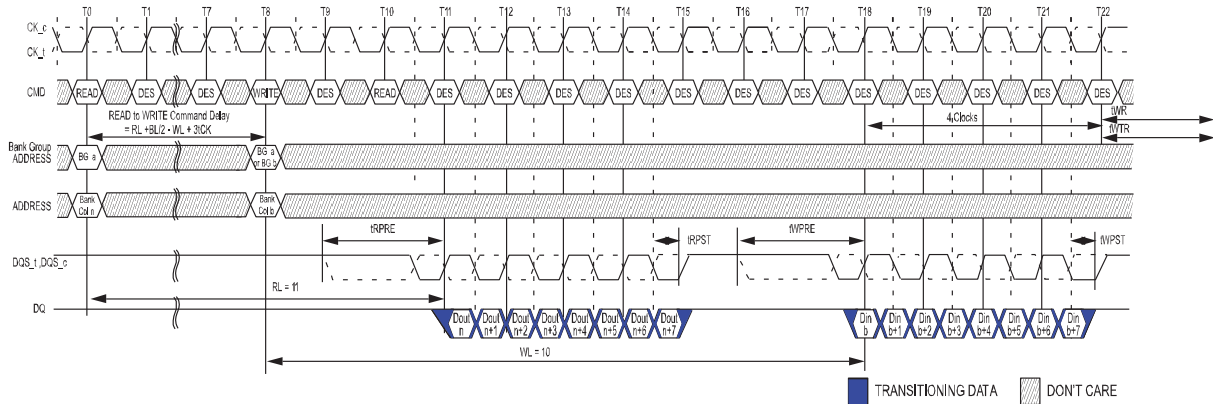 T0 T1 T7 T8 T9 T10 T11 T12 T13 T14 T15 T16 T17 T18 T19 T20 T21 T22
CK_c
CK_t
CMD READ DES DES WRITE DES READ DES DES DES DES DES DES DES DES DES DES DES DES
READ to WRITE Command Delay
= RL +BL/2 - WL + 3tCK
4 Clocks
tWR
tWTR
Bank Group
ADDRESS
BG a
BG a
or BG b
ADDRESS
Bank
Col n
Bank
Col b
tRPRE tRPST tWPRE tWPST
DQS_t ,DQS_c
RL = 11
DQ
Dout
n
Dout
n+1
Dout
n+2
Dout
n+3
Dout
n+4
Dout
n+5
Dout
n+6
Dout
n+7
Din
b
Din
b+1
Din
b+2
Din
b+3
Din
b+4
Din
b+5
Din
b+6
Din
b+7
WL = 10
TRANSITIONING DATA DON'T CARE